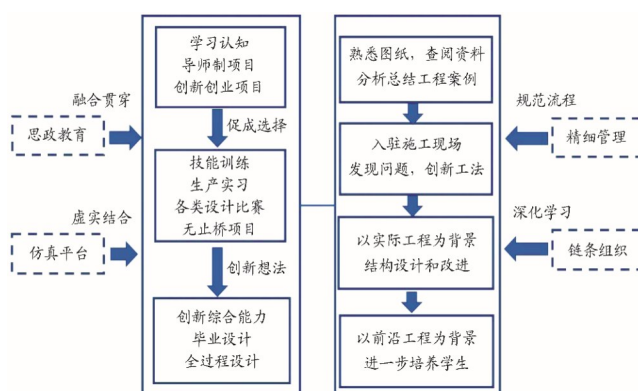 学习认知
导师制项目
创新创业项目
促成选择
技能训练
生产实习
各类设计比赛
无止桥项目
创新想法
创新综合能力
毕业设计
全过程设计
融合贯穿
思政教育
虚实结合
仿真平台
熟悉图纸，查阅资料
分析总结工程案例
入驻施工现场
发现问题，创新工法
以实际工程为背景
结构设计和改进
以前沿工程为背景
进一步培养学生
规范流程
精细管理
深化学习
链条组织